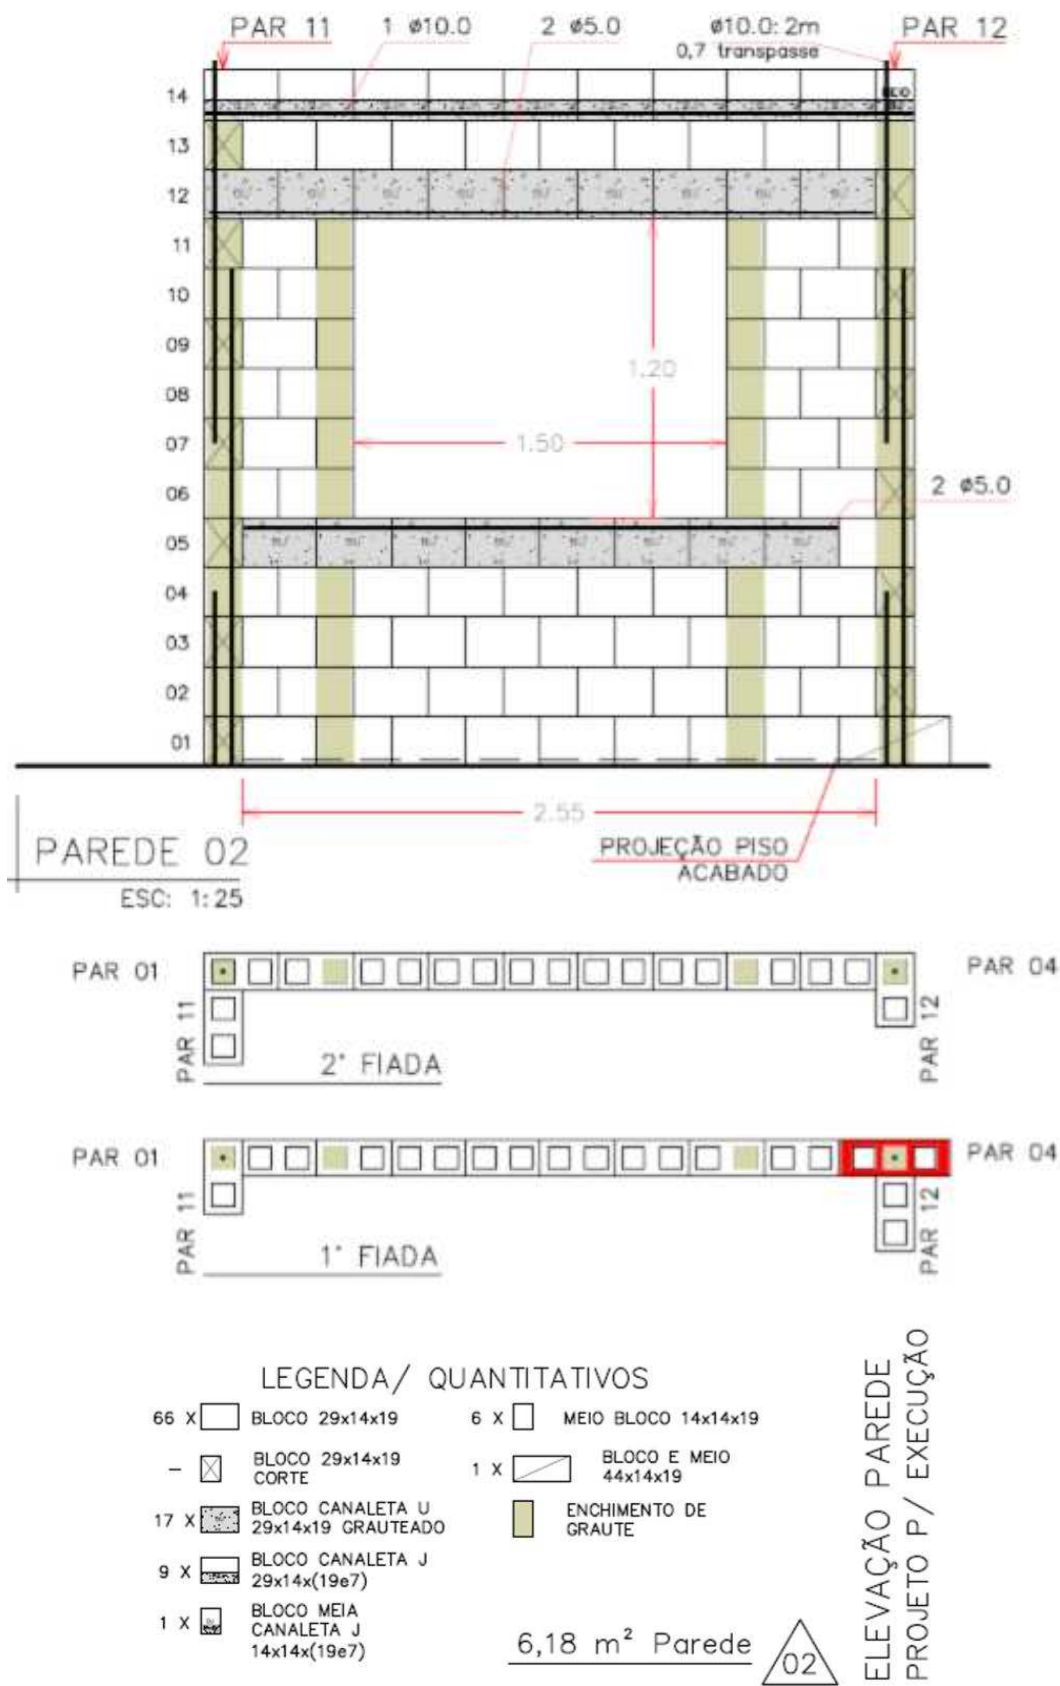 PAR 11
1 ø10.0
2 ø5.0
ø10.0: 2m
0,7 transpasse
PAR 12
14
13
12
11
10
09
08
07
06
05
04
03
02
01
1.20
1.50
2 ø5.0
2.55
PROJEÇÃO PISO
ACABADO
PAREDE 02
ESC: 1:25
PAR 01
PAR 04
PAR 11
PAR 12
2° FIADA
PAR 01
PAR 04
PAR 11
PAR 12
1° FIADA
LEGENDA/ QUANTITATIVOS
66 X BLOCO 29x14x19
6 X MEIO BLOCO 14x14x19
- BLOCO 29x14x19
CORTE
1 X BLOCO E MEIO
44x14x19
17 X BLOCO CANALETA U
29x14x19 GRAUTEADO
ENCHIMENTO DE
GRAUTE
9 X BLOCO CANALETA J
29x14x(19e7)
1 X BLOCO MEIA
CANALETA J
14x14x(19e7)
6,18 m² Parede
02
ELEVAÇÃO PAREDE
PROJETO P/ EXECUÇÃO